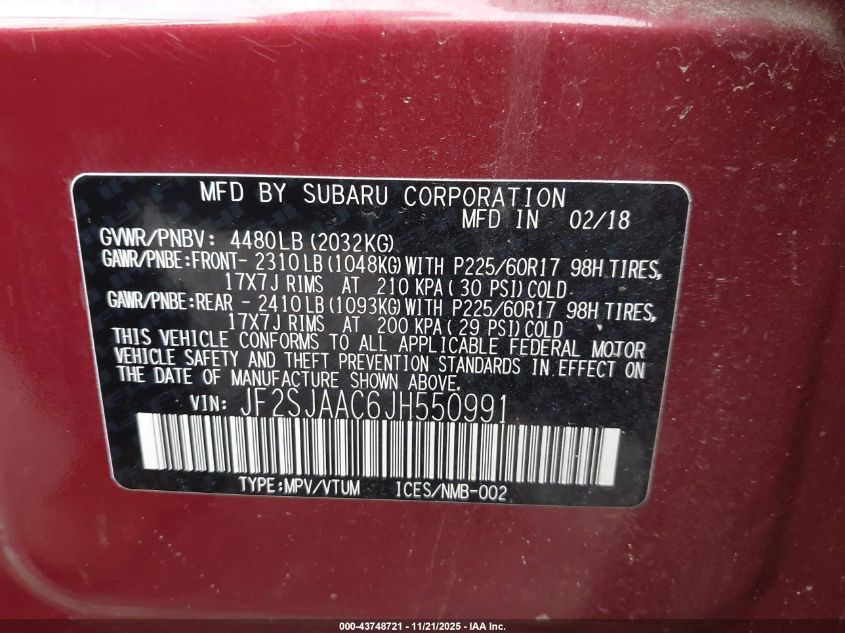 MFD BY SUBARU CORPORATION
MFD IN 02/18
GVWR/PNBV: 4480LB (2032KG)
GAWR/PNBE:FRONT- 2310LB (1048KG) WITH P225/60R17 98H TIRES,
17X7J RIMS AT 210 KPA ( 30 PSI) COLD.
GAWR/PNBE:REAR - 2410LB (1093KG) WITH P225/60R17 98H TIRES,
17X7J RIMS AT 200 KPA ( 29 PSI) COLD
THIS VEHICLE CONFORMS TO ALL APPLICABLE FEDERAL MOTOR
VEHICLE SAFETY AND THEFT PREVENTION STANDARDS IN EFFECT ON
THE DATE OF MANUFACTURE SHOWN ABOVE.
VIN: JF2SJAAC6JH550991
TYPE:MPV/VTUM ICES/NMB-002
000-43748721 - 11/21/2025 - IAA Inc.